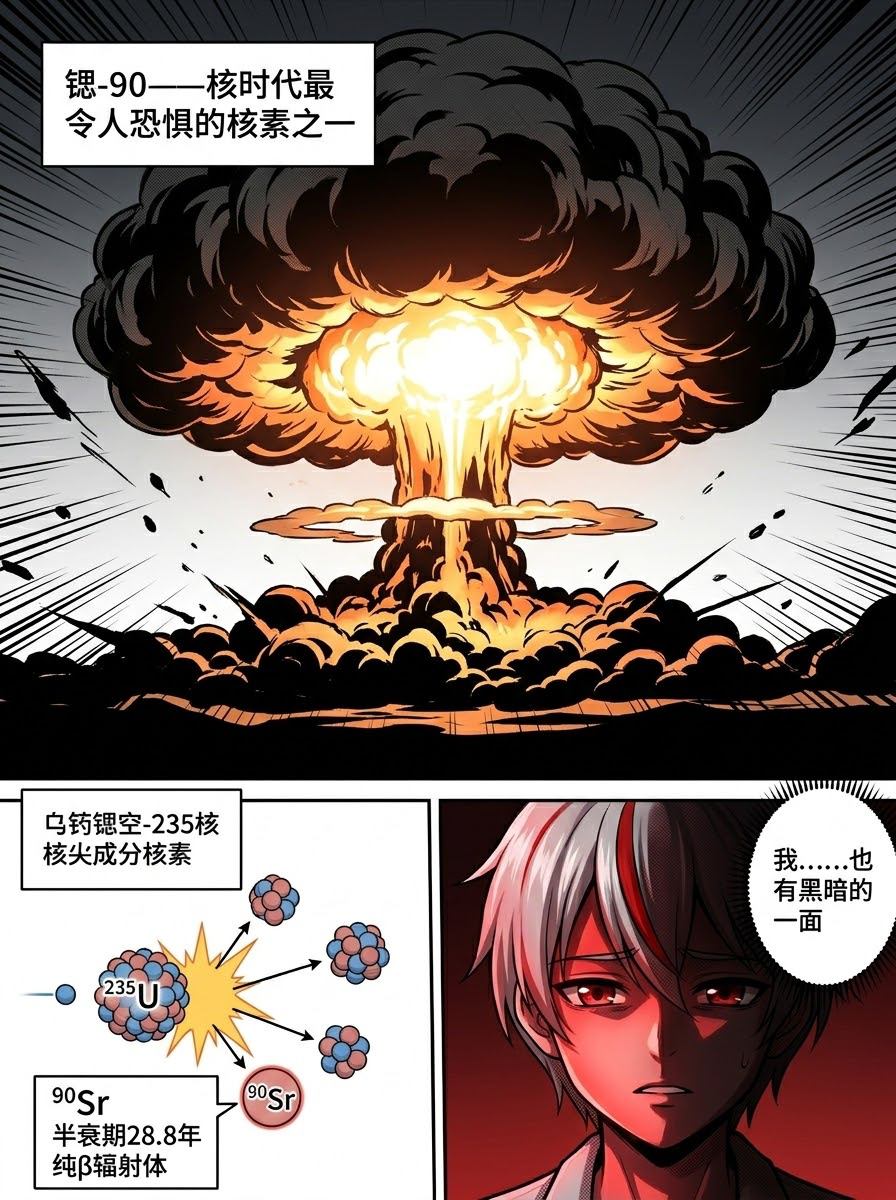 锶-90——核时代最
令人恐惧的核素之一
乌钙锶空-235核
核尖成分核素
²³⁵U
⁹⁰Sr
⁹⁰Sr
半衰期28.8年
纯β辐射体
我……也
有黑暗的
一面